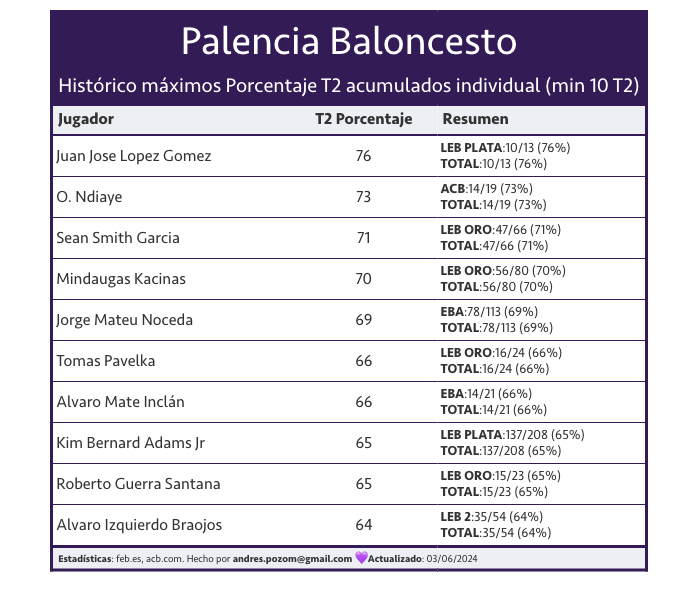 Palencia Baloncesto
Histórico máximos Porcentaje T2 acumulados individual (min 10 T2)
Jugador T2 Porcentaje Resumen
Juan Jose Lopez Gomez 76 LEB PLATA:10/13 (76%)
TOTAL:10/13 (76%)
O. Ndiaye 73 ACB:14/19 (73%)
TOTAL:14/19 (73%)
Sean Smith Garcia 71 LEB ORO:47/66 (71%)
TOTAL:47/66 (71%)
Mindaugas Kacinas 70 LEB ORO:56/80 (70%)
TOTAL:56/80 (70%)
Jorge Mateu Noceda 69 EBA:78/113 (69%)
TOTAL:78/113 (69%)
Tomas Pavelka 66 LEB ORO:16/24 (66%)
TOTAL:16/24 (66%)
Alvaro Mate Inclán 66 EBA:14/21 (66%)
TOTAL:14/21 (66%)
Kim Bernard Adams Jr 65 LEB PLATA:137/208 (65%)
TOTAL:137/208 (65%)
Roberto Guerra Santana 65 LEB ORO:15/23 (65%)
TOTAL:15/23 (65%)
Alvaro Izquierdo Braojos 64 LEB 2:35/54 (64%)
TOTAL:35/54 (64%)
Estadísticas: feb.es, acb.com. Hecho por andres.pozom@gmail.com 💜Actualizado: 03/06/2024